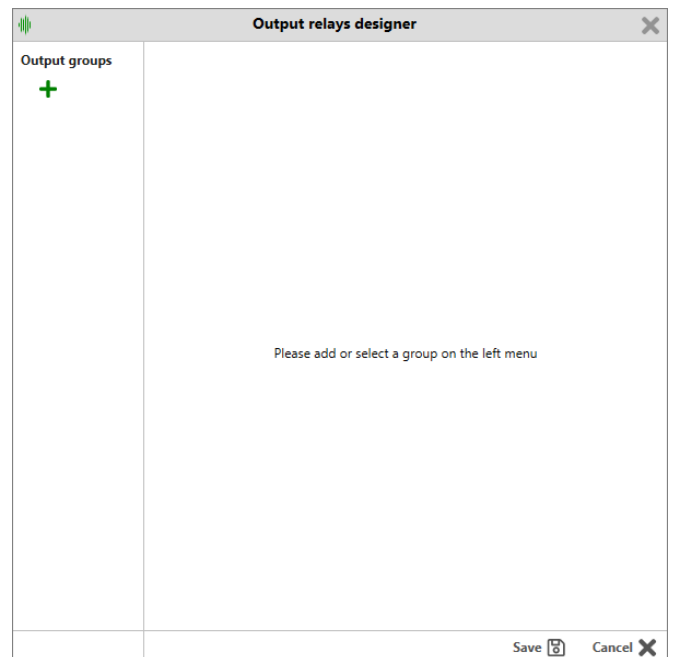 Output relays designer
Output groups
Please add or select a group on the left menu
Save
Cancel